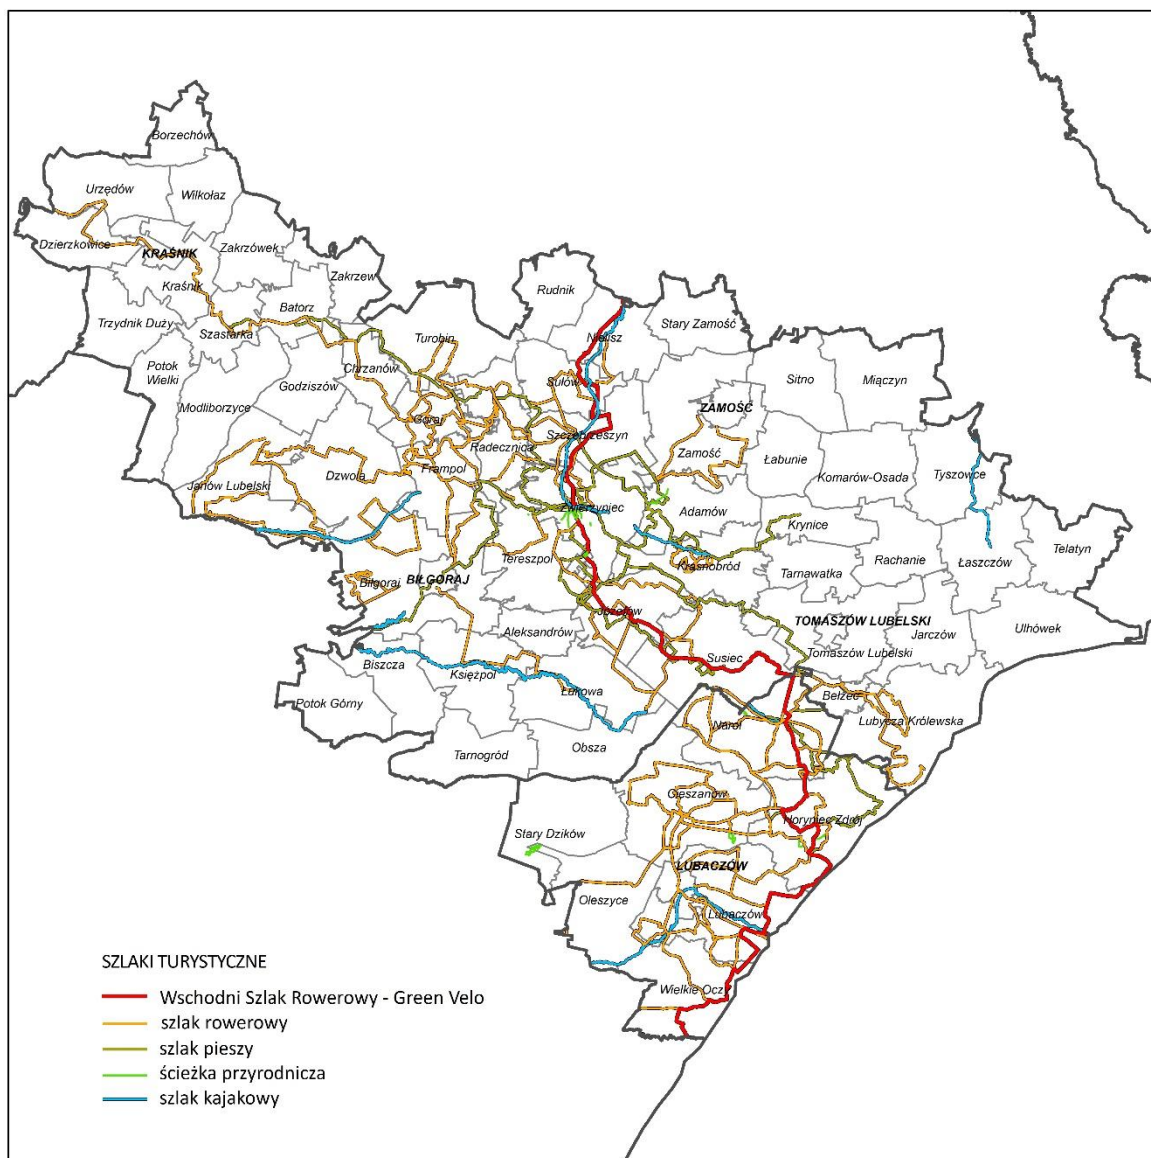 Borzechów
Urzędów
Wilkołaz
Dzierzkowice
KRAŚNIK
Zakrzówek
Zakrzew
Kraśnik
Batorz
Rudnik
Trzydnik Duży
Szastarka
Turobin
Nielisz
Stary Zamość
Potok
Wielki
Chrzanów
Godziszów
Sułów
Sitno
Miączyn
Modliborzyce
ZAMOŚĆ
Goraj
Radecznica
Szczebrzeszyn
Zamość
Łabunie
Frampol
Dzwola
Janów Lubelski
Komarów-Osada
Tyszowce
Zwierzyniec
Adamów
Krynice
Tereszpol
Krasnobród
Rachanie
Łaszczów
Telatyn
Tarnawatka
Biłgoraj
BIŁGORAJ
Józefów
TOMASZÓW LUBELSKI
Aleksandrów
Jarczów
Ulhówek
Biszcza
Księżpol
Susiec
Tomaszów Lubelski
Potok Górny
Łukowa
Bełżec
Lubycza Królewska
Narol
Tarnogród
Obsza
Cieszanów
Horyniec Zdrój
Stary Dzików
LUBACZÓW
Oleszyce
Lubaczów
Wielkie Oczy
SZLAKI TURYSTYCZNE
Wschodni Szlak Rowerowy - Green Velo
szlak rowerowy
szlak pieszy
ścieżka przyrodnicza
szlak kajakowy